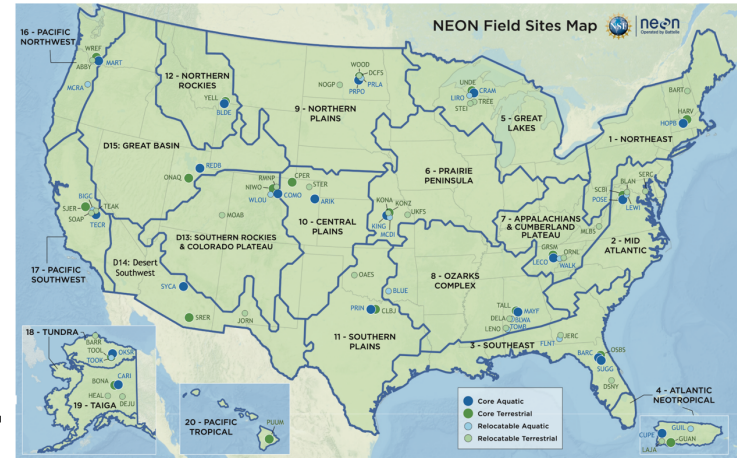 NEON Field Sites Map
NSF
neon
Operated by Battelle
16 - PACIFIC
NORTHWEST
WREF
ABBY
MART
MCRA
12 - NORTHERN
ROCKIES
YELL
BLDE
WOOD
DCFS
NOGP
PRPO
PRLA
9 - NORTHERN
PLAINS
UNDE
LIRO
CRAM
STEI
TREE
5 - GREAT
LAKES
BART
HARV
HOPB
1 - NORTHEAST
D15: GREAT BASIN
REDB
ONAQ
RMNP
NIWO
WLOU
COMO
CPER
STER
ARIK
10 - CENTRAL
PLAINS
6 - PRAIRIE
PENINSULA
KONA
KONZ
KING
MCDI
UKFS
SERC
BLAN
SCBI
POSE
LEWI
MLBS
2 - MID
ATLANTIC
7 - APPALACHIANS
& CUMBERLAND
PLATEAU
GRSM
ORNL
LECO
WALK
BIGC
SJER
TEAK
SOAP
TECR
17 - PACIFIC
SOUTHWEST
MOAB
D13: SOUTHERN ROCKIES
& COLORADO PLATEAU
D14: Desert
Southwest
SYCA
SRER
JORN
OAES
BLUE
PRIN
CLBJ
11 - SOUTHERN
PLAINS
8 - OZARKS
COMPLEX
TALL
MAYF
DELA
BLWA
LENO
TOMB
3 - SOUTHEAST
JERC
FLNT
OSBS
BARC
SUGG
DSNY
4 - ATLANTIC
NEOTROPICAL
GUIL
CUPE
GUAN
LAJA
18 - TUNDRA
BARR
TOOL
OKSR
TOOK
BONA
CARI
HEAL
DEJU
19 - TAIGA
20 - PACIFIC
TROPICAL
PUUM
Core Aquatic
Core Terrestrial
Relocatable Aquatic
Relocatable Terrestrial